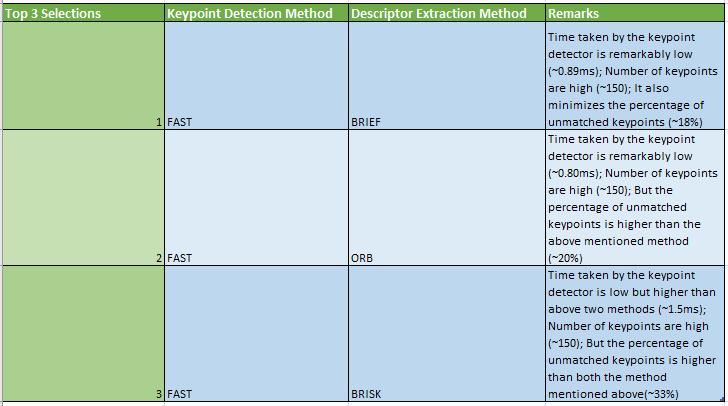 Top 3 Selections Keypoint Detection Method Descriptor Extraction Method Remarks
Time taken by the keypoint
detector is remarkably low
(~0.89ms); Number of keypoints
are high (~150); It also
minimizes the percentage of
1 FAST BRIEF unmatched keypoints (~18%)
Time taken by the keypoint
detector is remarkably low
(~0.80ms); Number of keypoints
are high (~150); But the
percentage of unmatched
keypoints is higher than the
above mentioned method
2 FAST ORB (~20%)
Time taken by the keypoint
detector is low but higher than
above two methods (~1.5ms);
Number of keypoints are high
(~150); But the percentage of
unmatched keypoints is higher
than both the method
3 FAST BRISK mentioned above(~33%)